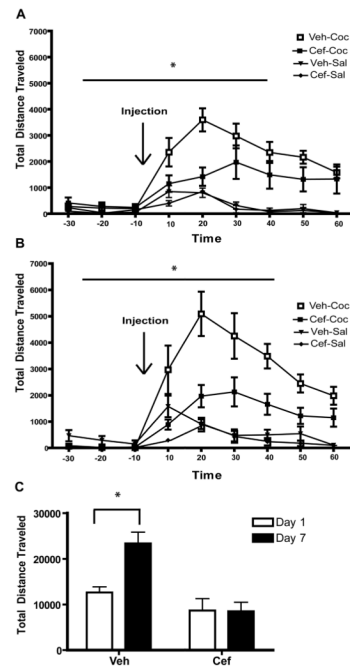 A
7000
6000
5000
4000
3000
2000
1000
0
Total Distance Traveled
*
Injection
Veh-Coc
Cef-Coc
Veh-Sal
Cef-Sal
-30 -20 -10 10 20 30 40 50 60
Time
B
7000
6000
5000
4000
3000
2000
1000
0
Total Distance Traveled
*
Injection
Veh-Coc
Cef-Coc
Veh-Sal
Cef-Sal
-30 -20 -10 10 20 30 40 50 60
Time
C
30000
20000
10000
0
Total Distance Traveled
*
Day 1
Day 7
Veh Cef